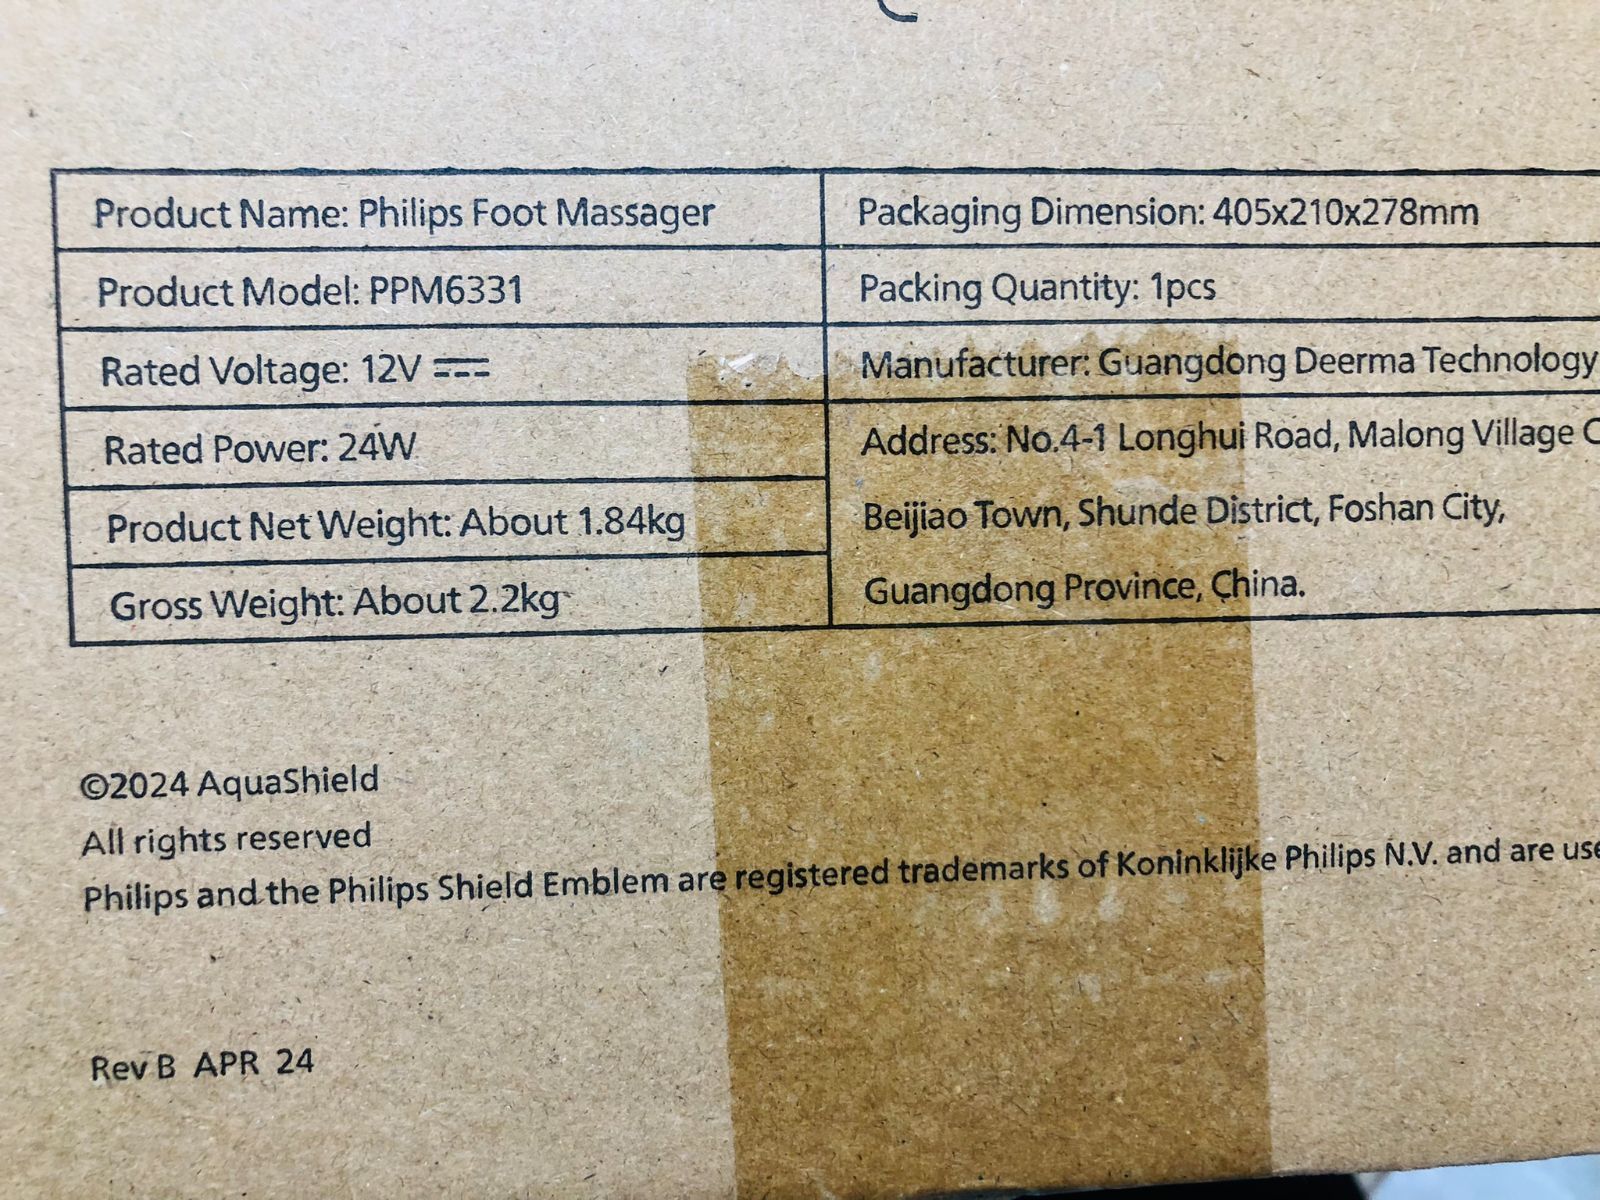 Product Name: Philips Foot Massager
Product Model: PPM6331
Rated Voltage: 12V ⎓
Rated Power: 24W
Product Net Weight: About 1.84kg
Gross Weight: About 2.2kg
Packaging Dimension: 405x210x278mm
Packing Quantity: 1pcs
Manufacturer: Guangdong Deerma Technology
Address: No.4-1 Longhui Road, Malong Village
Beijiao Town, Shunde District, Foshan City,
Guangdong Province, China.
©2024 AquaShield
All rights reserved
Philips and the Philips Shield Emblem are registered trademarks of Koninklijke Philips N.V. and are
Rev B APR 24